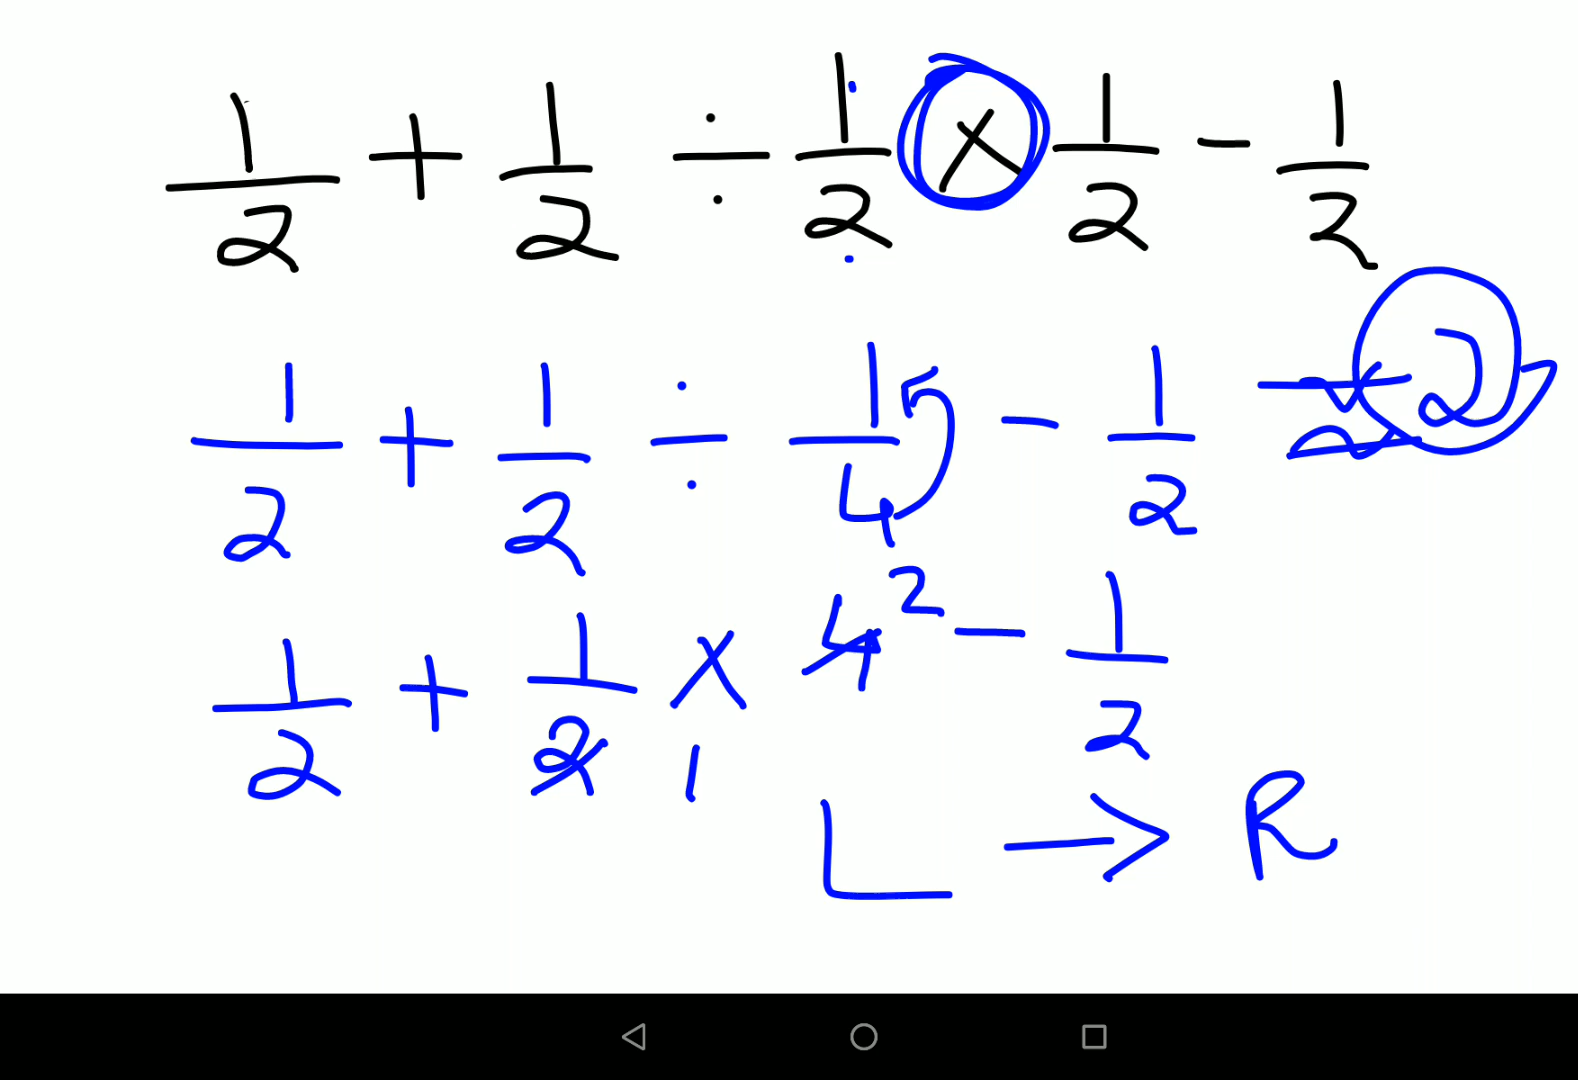 1/2 + 1/2 ÷ 1/2 × 1/2 - 1/2
1/2 + 1/2 ÷ 1/4 - 1/2 2
1/2 + 1/2 × 4 2 - 1/2
1
L → R